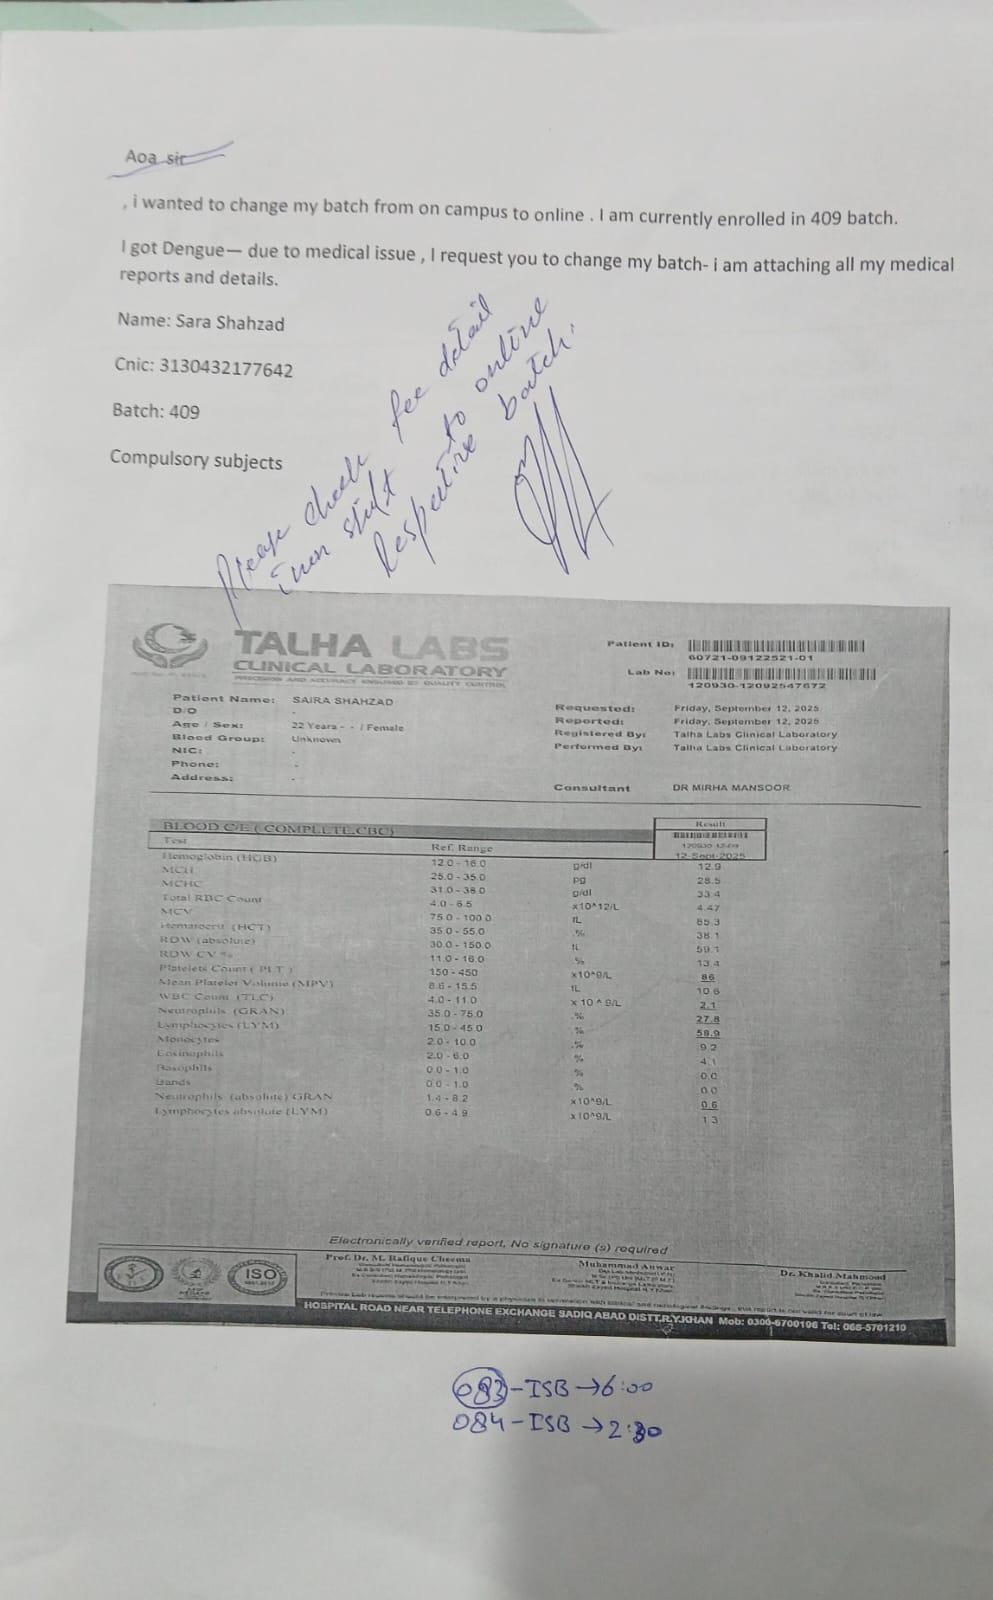 Aoa sir
, i wanted to change my batch from on campus to online . I am currently enrolled in 409 batch.
I got Dengue— due to medical issue , I request you to change my batch- i am attaching all my medical
reports and details.
Name: Sara Shahzad
Cnic: 3130432177642
Batch: 409
Compulsory subjects
Please check fee detail
then shift to online
Respective batch.
TALHA LABS
CLINICAL LABORATORY
PRECISION AND ACCURACY ENSURED BY QUALITY CONTROL
Patient ID:
60721-09122521-01
Lab No:
120930-12092547672
Patient Name: SAIRA SHAHZAD
D/O -
Age / Sex: 22 Years - - / Female
Blood Group: Unknown
NIC: -
Phone: -
Address: -
Requested: Friday, September 12, 2025
Reported: Friday, September 12, 2025
Registered By: Talha Labs Clinical Laboratory
Performed By: Talha Labs Clinical Laboratory
Consultant DR MIRHA MANSOOR
BLOOD C/E ( COMPLETE,CBC)
Result
Test Ref. Range
12-Sept-2025
Hemoglobin (HGB) 12.0 - 16.0 g/dl 12.9
MCH 25.0 - 35.0 pg 28.5
MCHC 31.0 - 38.0 g/dl 33.4
Total RBC Count 4.0 - 6.5 x10^12/L 4.47
MCV 75.0 - 100.0 fL 85.3
Hematocrit (HCT) 35.0 - 55.0 .% 38.1
RDW (absolute) 30.0 - 150.0 fL 59.1
RDW CV % 11.0 - 16.0 % 13.4
Platelets Count ( PLT ) 150 - 450 x10^9/L 86
Mean Platelet Volume (MPV) 8.6 - 15.5 fL 10.6
WBC Count (TLC) 4.0 - 11.0 x 10 ^ 9/L 2.1
Neutrophils (GRAN) 35.0 - 75.0 .% 27.8
Lymphocytes (LYM) 15.0 - 45.0 % 58.9
Monocytes 2.0 - 10.0 .% 9.2
Eosinophils 2.0 - 6.0 % 4.1
Basophils 0.0 - 1.0 % 0.0
Bands 0.0 - 1.0 % 0.0
Neutrophils (absolute) GRAN 1.4 - 8.2 x10^9/L 0.6
Lymphocytes absolute (LYM) 0.6 - 4.9 x10^9/L 1.3
Electronically verified report, No signature (s) required
Prof. Dr. M. Rafique Cheema
Muhammad Anwar
Dr. Khalid Mahmood
ISO
HOSPITAL ROAD NEAR TELEPHONE EXCHANGE SADIQ ABAD DISTT.R.Y.KHAN Mob: 0300-6700196 Tel: 068-5701210
083-ISB → 6:00
084-ISB → 2:30